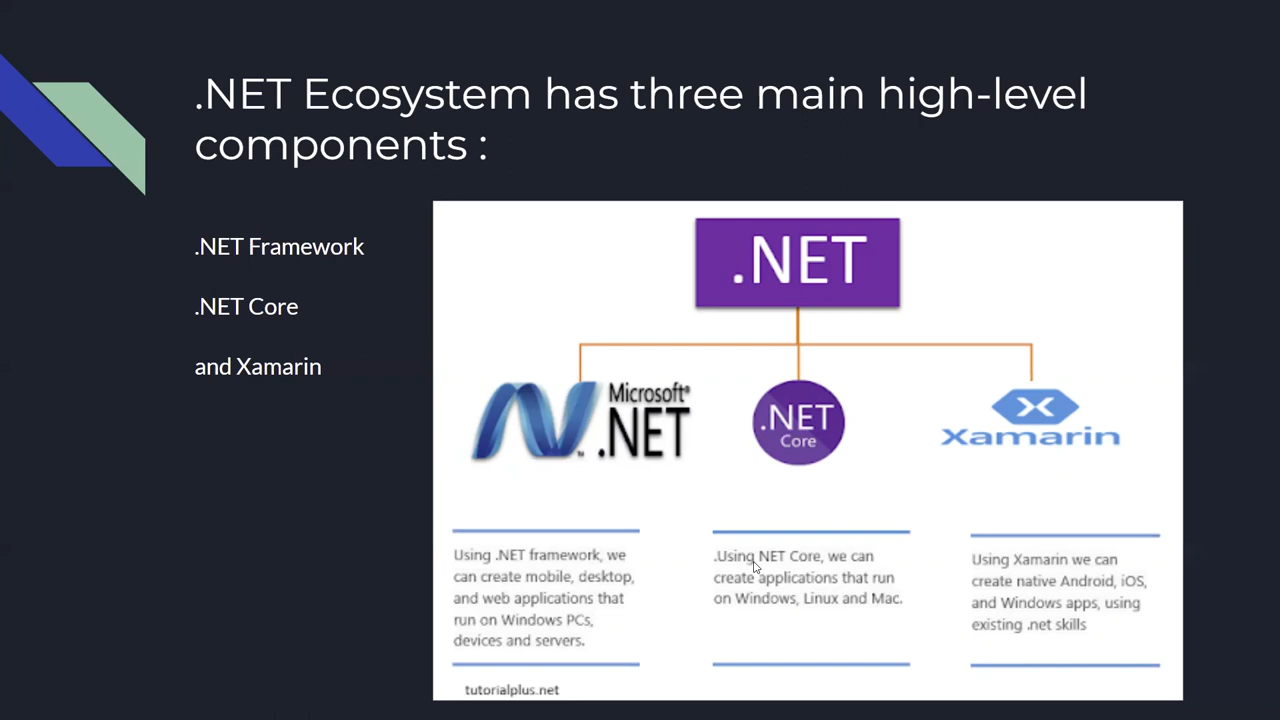 .NET Ecosystem has three main high-level
components :
.NET Framework
.NET Core
and Xamarin
.NET
Microsoft®
.NET
.NET
Core
Xamarin
Using .NET framework, we
can create mobile, desktop,
and web applications that
run on Windows PCs,
devices and servers.
.Using NET Core, we can
create applications that run
on Windows, Linux and Mac.
Using Xamarin we can
create native Android, iOS,
and Windows apps, using
existing .net skills
tutorialplus.net